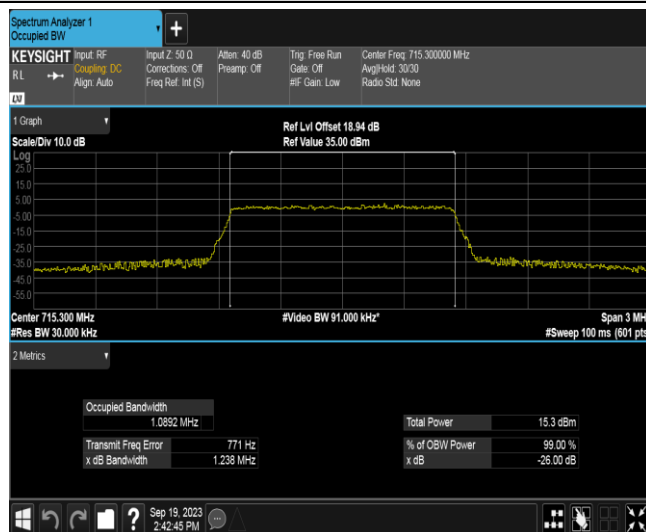 Spectrum Analyzer 1
Occupied BW
+
KEYSIGHT Input: RF Input Z: 50 Ω Atten: 40 dB Trig: Free Run Center Freq: 715.300000 MHz
RL Coupling: DC Corrections: Off Preamp: Off Gate: Off Avg|Hold: 30/30
Align: Auto Freq Ref: Int (S) #IF Gain: Low Radio Std: None
LXI
1 Graph
Ref Lvl Offset 18.94 dB
Scale/Div 10.0 dB Ref Value 35.00 dBm
Log
25.0
15.0
5.00
-5.00
-15.0
-25.0
-35.0
-45.0
-55.0
Center 715.300 MHz #Video BW 91.000 kHz* Span 3 MH
#Res BW 30.000 kHz #Sweep 100 ms (601 pts
2 Metrics
Occupied Bandwidth
1.0892 MHz Total Power 15.3 dBm
Transmit Freq Error 771 Hz % of OBW Power 99.00 %
x dB Bandwidth 1.238 MHz x dB -26.00 dB
? Sep 19, 2023
2:42:45 PM